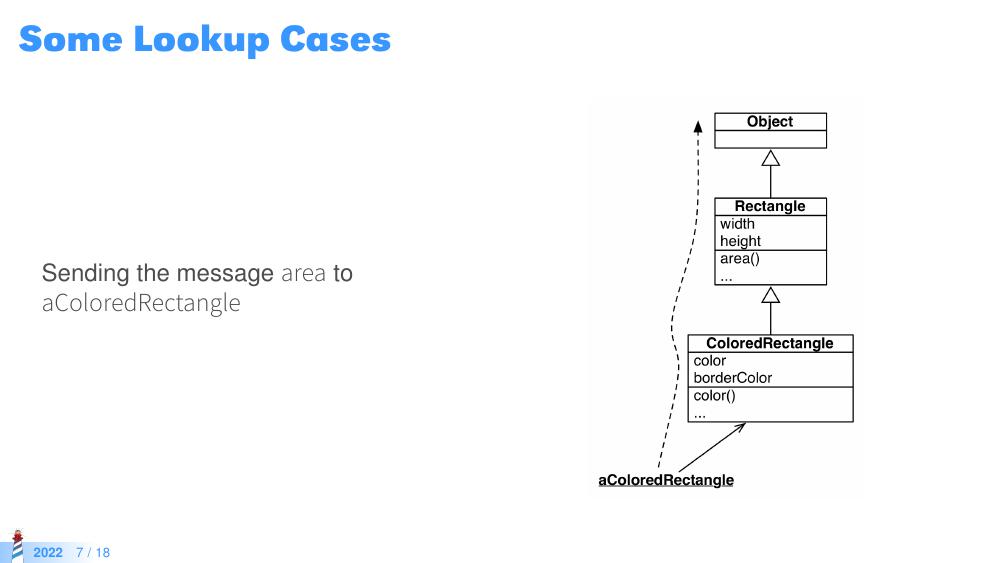 Some Lookup Cases
Sending the message area to
aColoredRectangle
Object
Rectangle
width
height
area()
...
ColoredRectangle
color
borderColor
color()
...
aColoredRectangle
2022 7 / 18